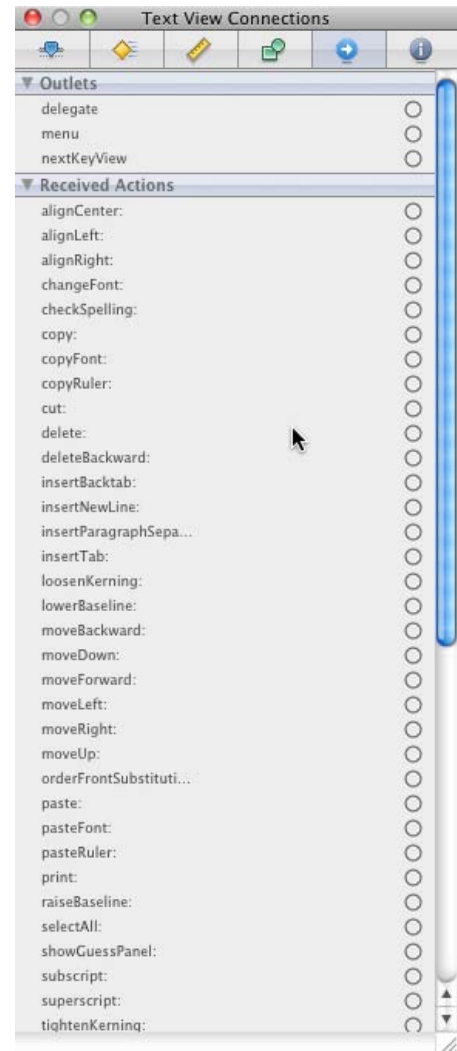 Text View Connections
Outlets
delegate
menu
nextKeyView
Received Actions
alignCenter:
alignLeft:
alignRight:
changeFont:
checkSpelling:
copy:
copyFont:
copyRuler:
cut:
delete:
deleteBackward:
insertBacktab:
insertNewLine:
insertParagraphSepa...
insertTab:
loosenKerning:
lowerBaseline:
moveBackward:
moveDown:
moveForward:
moveLeft:
moveRight:
moveUp:
orderFrontSubstituti...
paste:
pasteFont:
pasteRuler:
print:
raiseBaseline:
selectAll:
showGuessPanel:
subscript:
superscript:
tightenKerning: